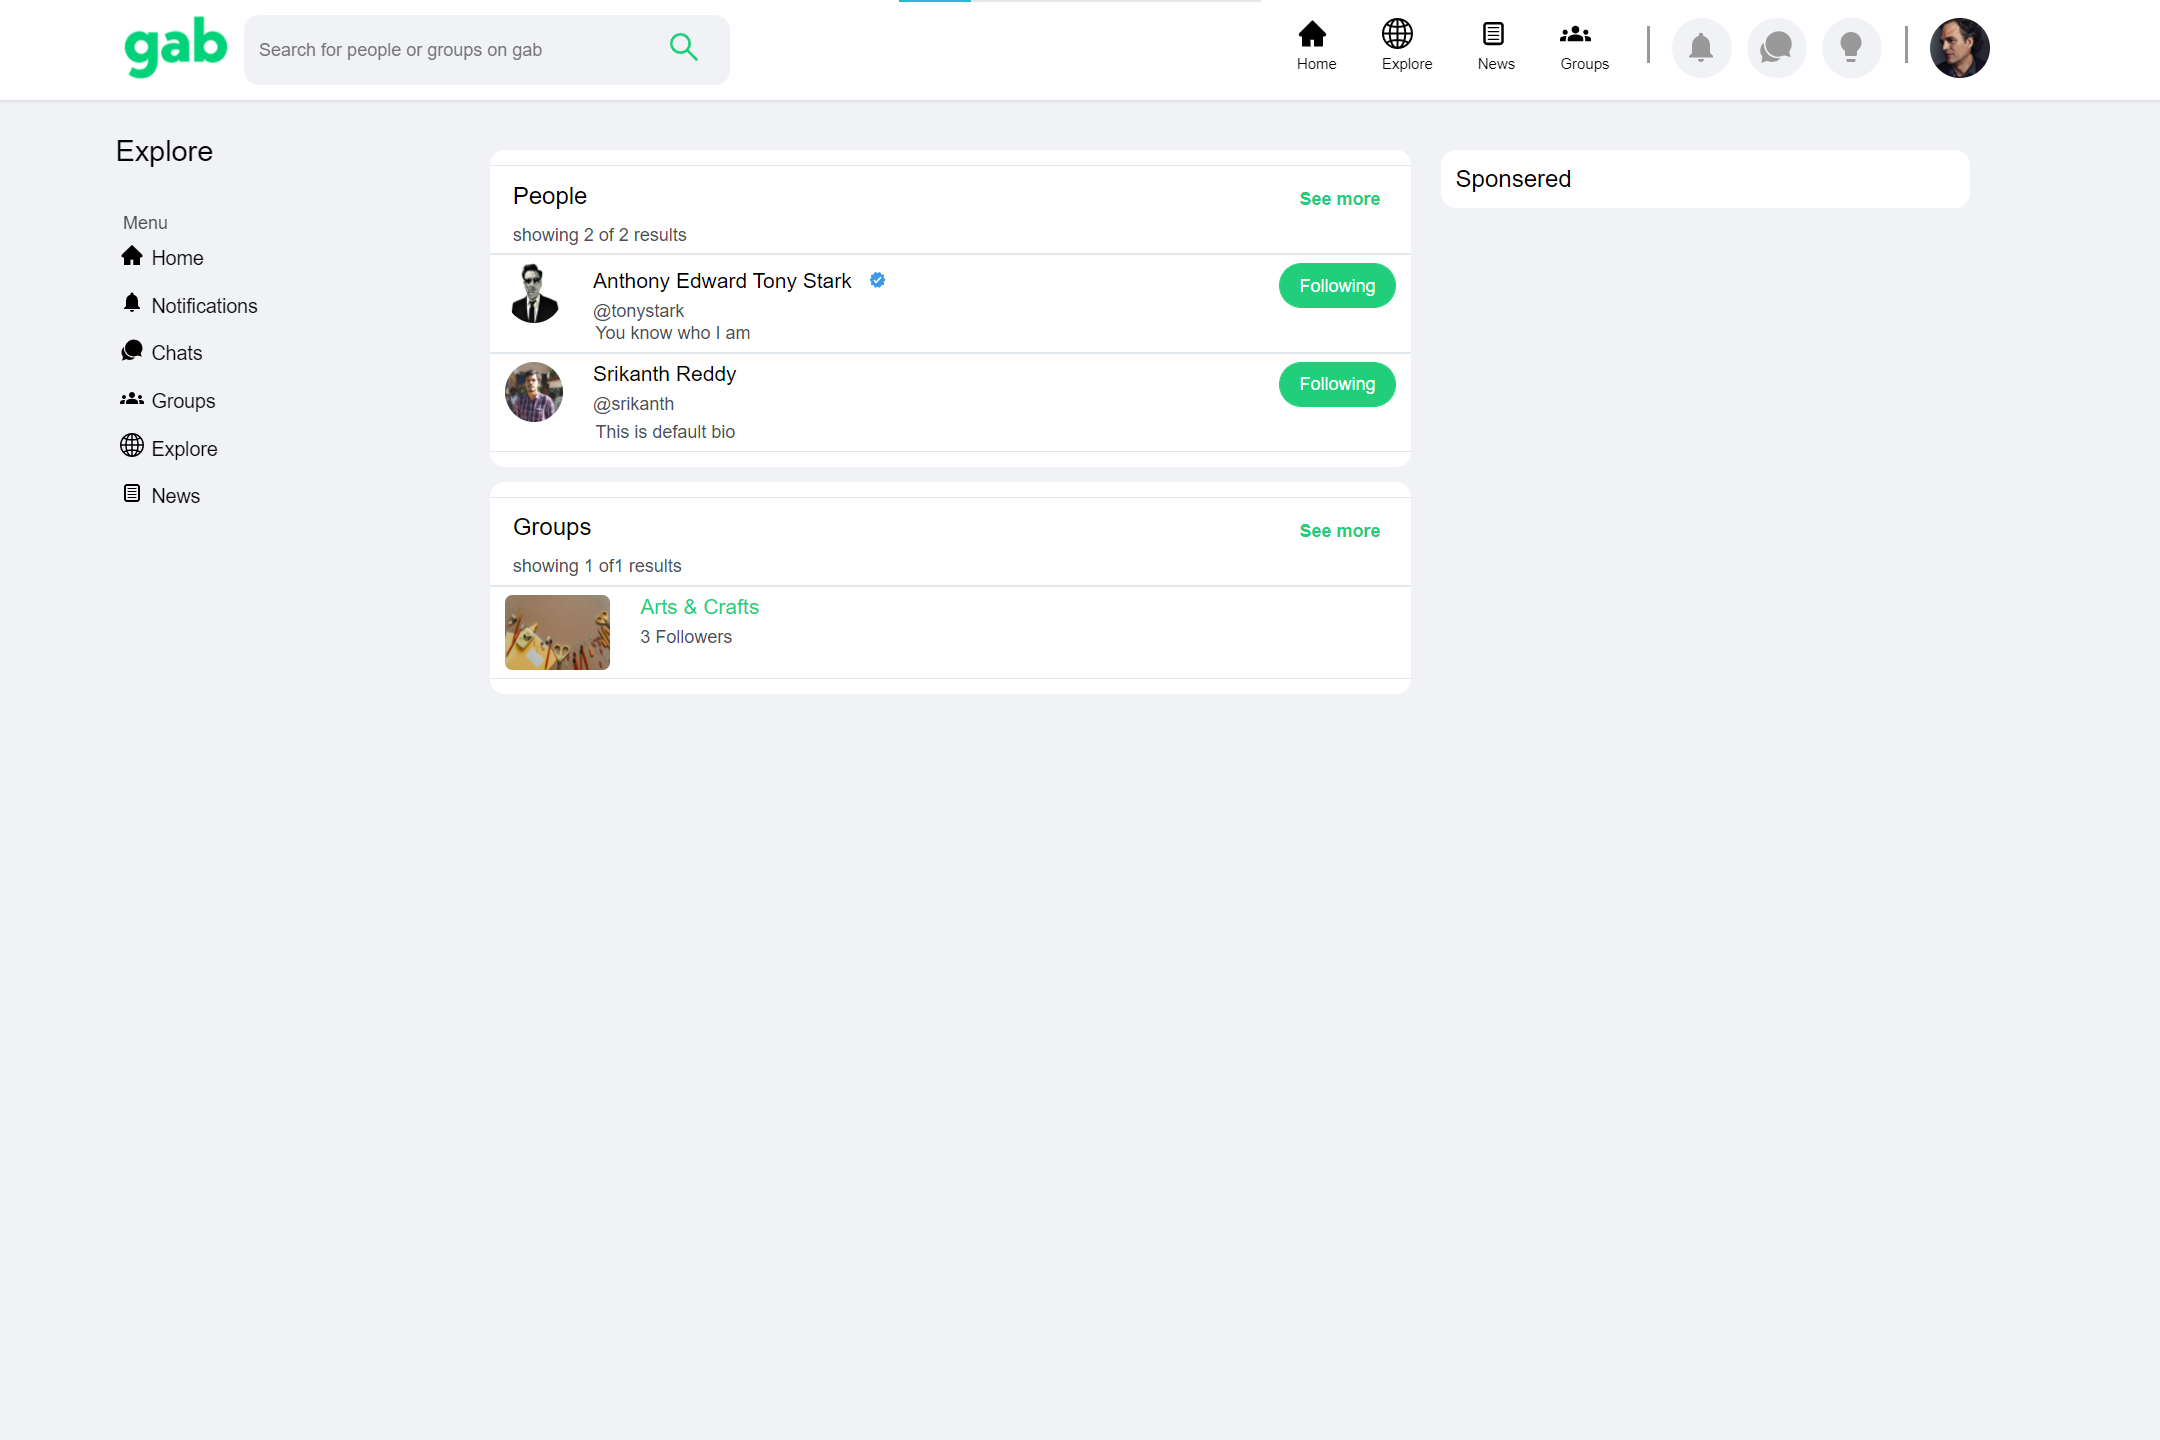 gab
Search for people or groups on gab
Home
Explore
News
Groups
Explore
Menu
Home
Notifications
Chats
Groups
Explore
News
People
See more
showing 2 of 2 results
Anthony Edward Tony Stark
Following
@tonystark
You know who I am
Srikanth Reddy
Following
@srikanth
This is default bio
Groups
See more
showing 1 of1 results
Arts & Crafts
3 Followers
Sponsered